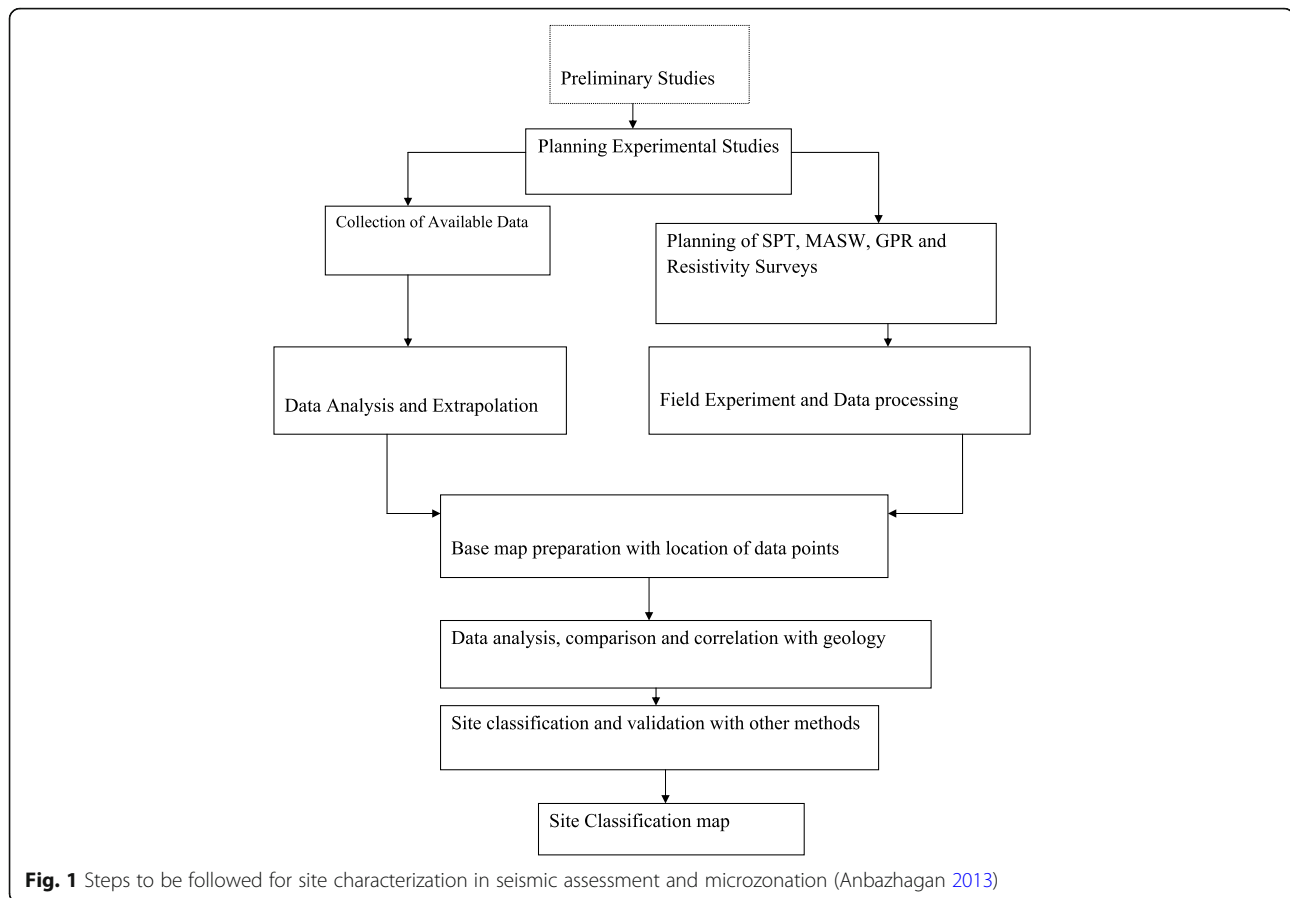 Preliminary Studies
Planning Experimental Studies
Collection of Available Data
Planning of SPT, MASW, GPR and
Resistivity Surveys
Data Analysis and Extrapolation
Field Experiment and Data processing
Base map preparation with location of data points
Data analysis, comparison and correlation with geology
Site classification and validation with other methods
Site Classification map
Fig. 1 Steps to be followed for site characterization in seismic assessment and microzonation (Anbazhagan 2013)